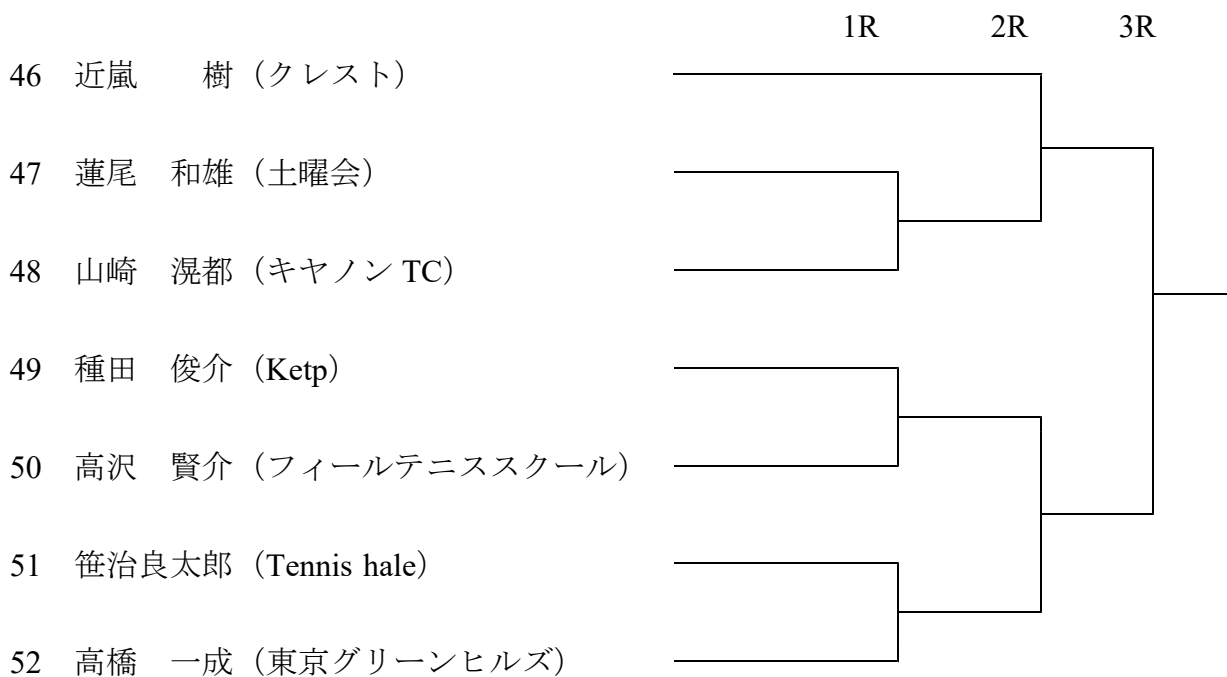 1R 2R 3R
46 近嵐　　樹（クレスト）
47 蓮尾　和雄（土曜会）
48 山崎　滉都（キヤノン TC）
49 種田　俊介（Ketp）
50 高沢　賢介（フィールテニススクール）
51 笹治良太郎（Tennis hale）
52 高橋　一成（東京グリーンヒルズ）